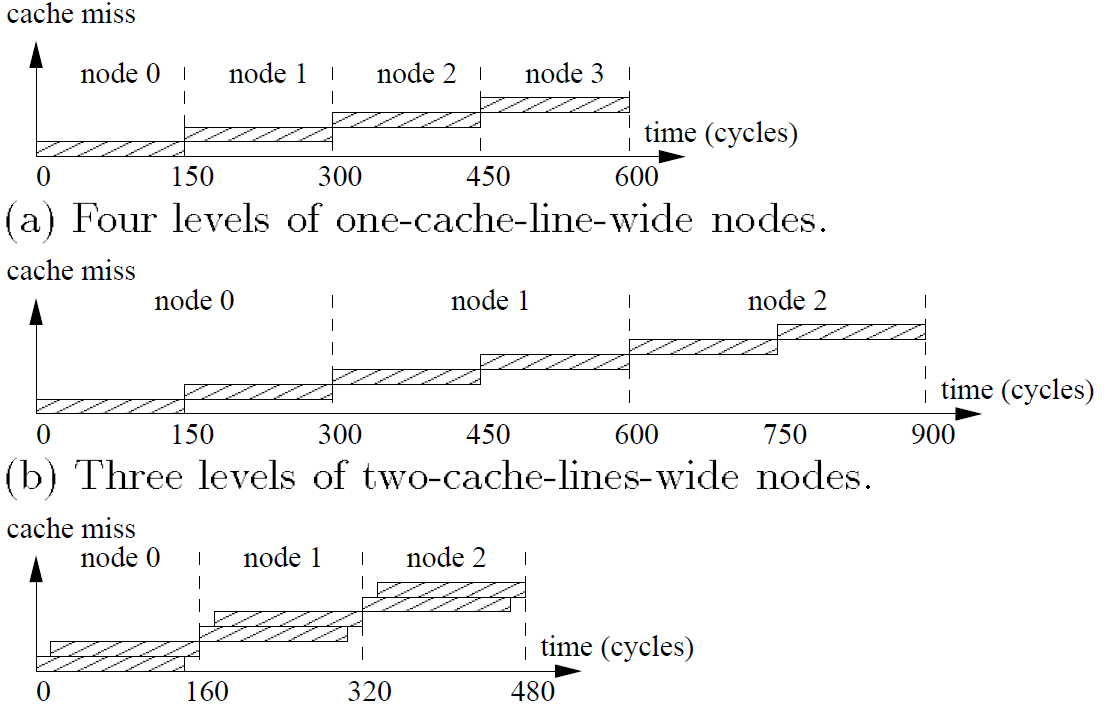 cache miss
node 0 node 1 node 2 node 3
time (cycles)
0 150 300 450 600
(a) Four levels of one-cache-line-wide nodes.
cache miss
node 0 node 1 node 2
time (cycles)
0 150 300 450 600 750 900
(b) Three levels of two-cache-lines-wide nodes.
cache miss
node 0 node 1 node 2
time (cycles)
0 160 320 480